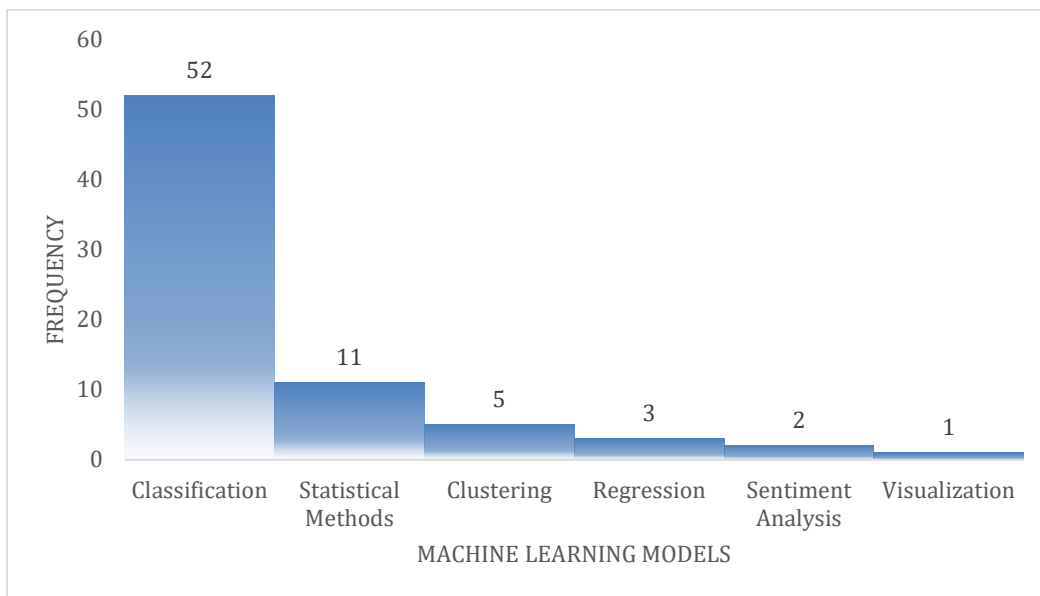 60
50
40
30
20
10
0
FREQUENCY
52
11
5
3
2
1
Classification
Statistical
Methods
Clustering
Regression
Sentiment
Analysis
Visualization
MACHINE LEARNING MODELS